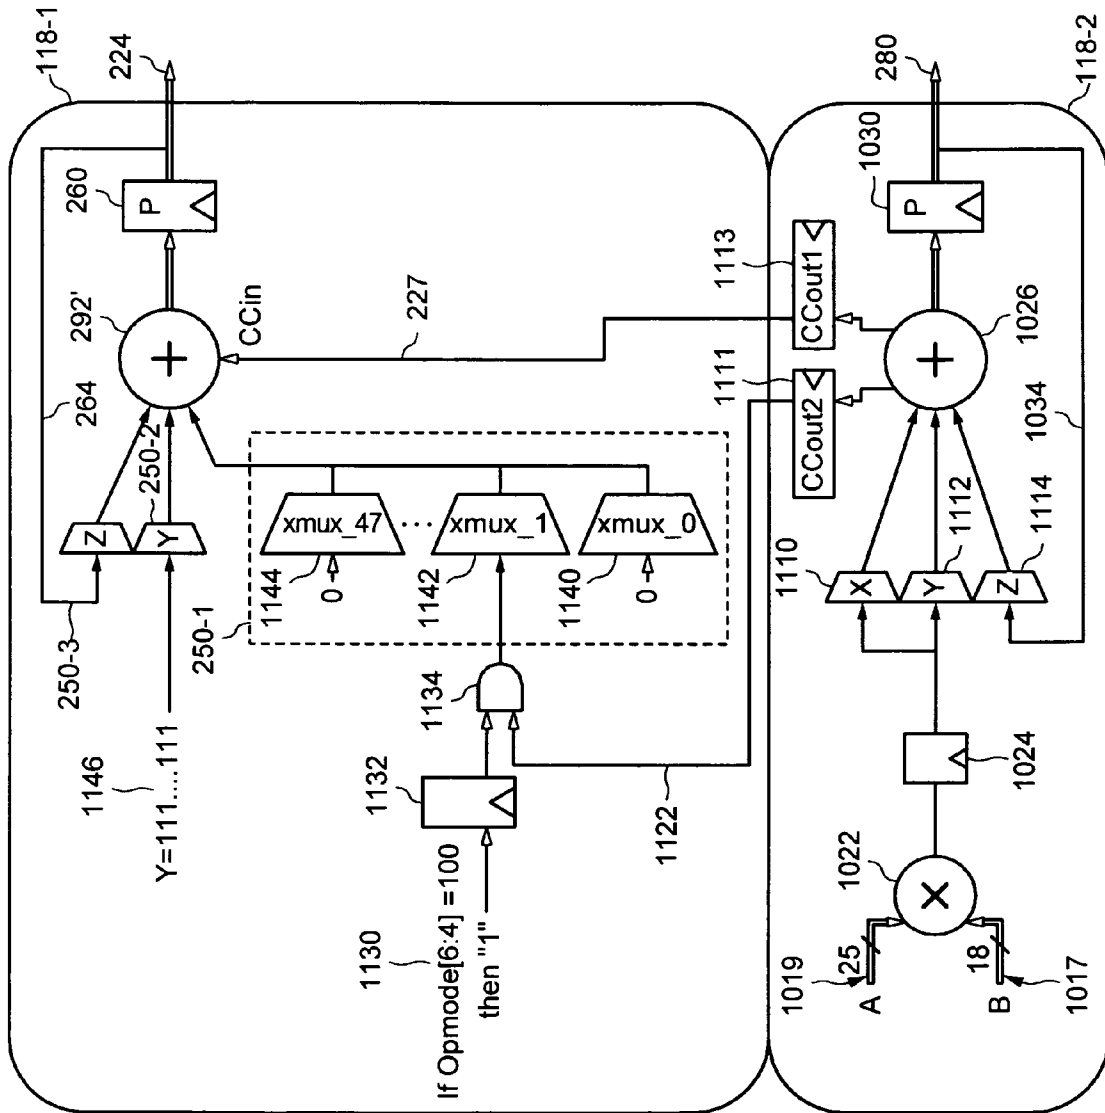 118-1
224
260
P
292'
+
CCin
264
250-2
Z
Y
250-3
227
1146
Y=111....111
250-1
xmux_47
...
xmux_1
xmux_0
1144
1142
1140
0
0
1134
1132
1130
If Opmode[6:4] =100
then "1"
1122
118-2
280
1030
P
1113
CCout1
1111
CCout2
+
1026
1034
1110
1112
1114
X
Y
Z
1024
1022
×
1019
25
A
18
B
1017